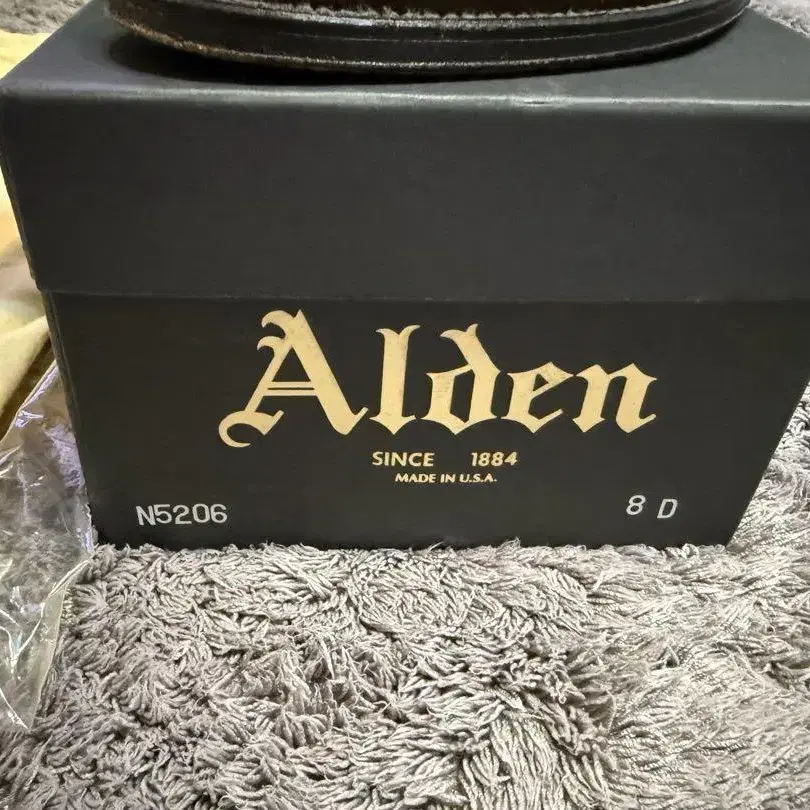 Alden
SINCE 1884
MADE IN U.S.A.
N5206 8 D